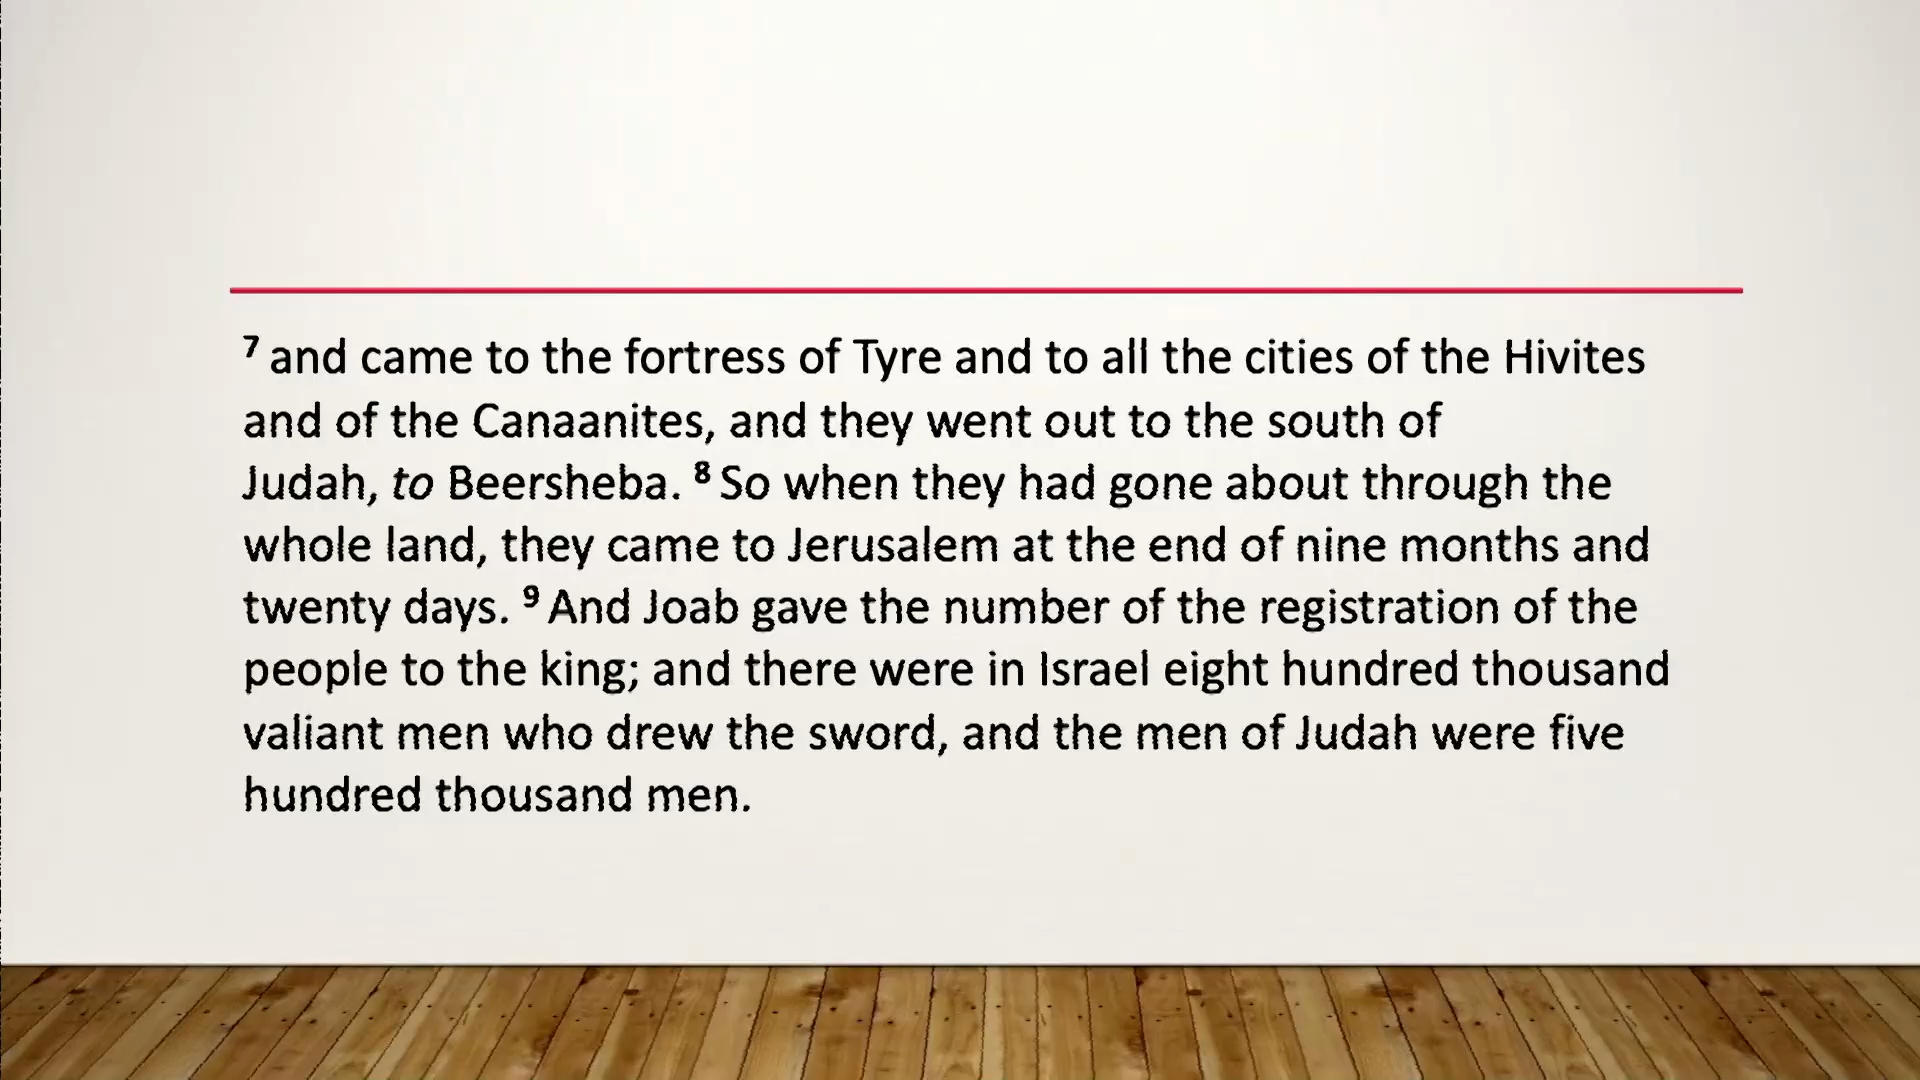 7 and came to the fortress of Tyre and to all the cities of the Hivites
and of the Canaanites, and they went out to the south of
Judah, to Beersheba. 8 So when they had gone about through the
whole land, they came to Jerusalem at the end of nine months and
twenty days. 9 And Joab gave the number of the registration of the
people to the king; and there were in Israel eight hundred thousand
valiant men who drew the sword, and the men of Judah were five
hundred thousand men.